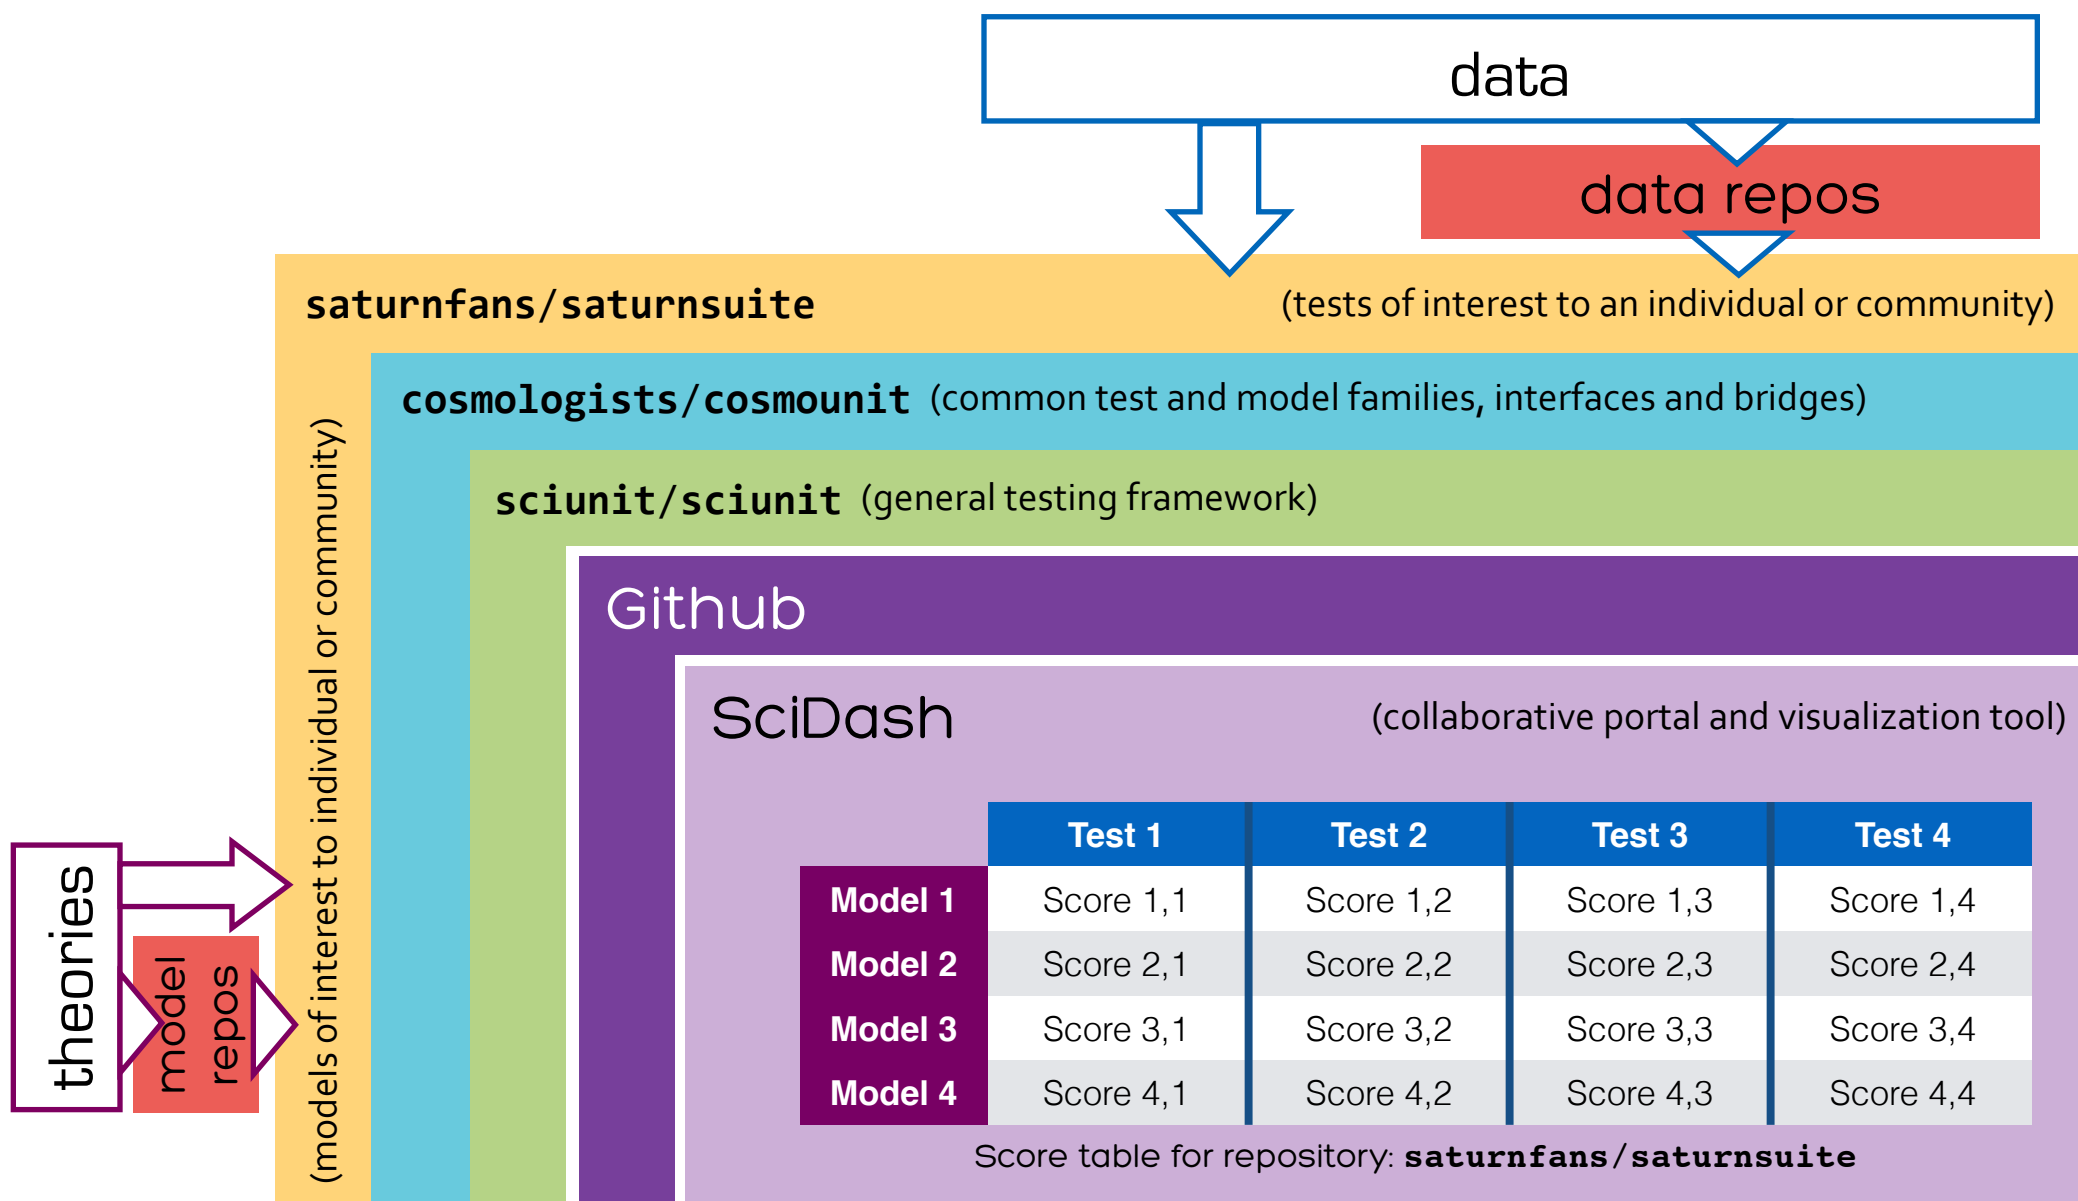 data
data repos
saturnfans/saturnsuite (tests of interest to an individual or community)
cosmologists/cosmounit (common test and model families, interfaces and bridges)
sciunit/sciunit (general testing framework)
Github
SciDash (collaborative portal and visualization tool)
(models of interest to individual or community)
theories
model
repos
Test 1 Test 2 Test 3 Test 4
Model 1 Score 1,1 Score 1,2 Score 1,3 Score 1,4
Model 2 Score 2,1 Score 2,2 Score 2,3 Score 2,4
Model 3 Score 3,1 Score 3,2 Score 3,3 Score 3,4
Model 4 Score 4,1 Score 4,2 Score 4,3 Score 4,4
Score table for repository: saturnfans/saturnsuite